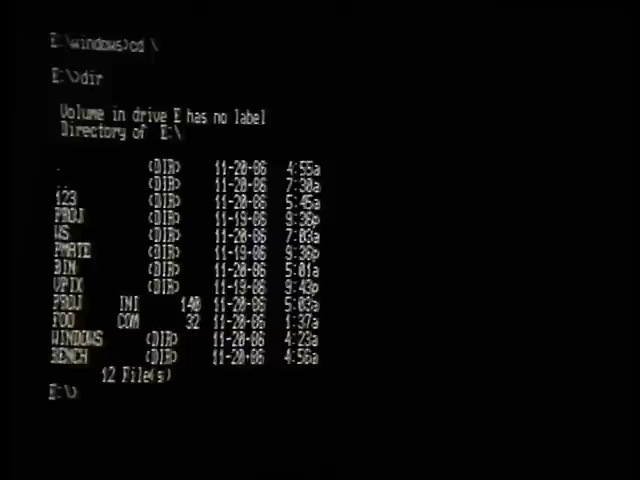 E:\windows>cd \
E:\>dir
Volume in drive E has no label
Directory of E:\
. <DIR> 11-20-86 4:55a
.. <DIR> 11-20-86 7:30a
123 <DIR> 11-20-86 5:45a
PROJ <DIR> 11-19-86 9:36p
WS <DIR> 11-20-86 7:03a
PMATE <DIR> 11-19-86 9:36p
BIN <DIR> 11-20-86 5:01a
VPIX <DIR> 11-19-86 9:43p
PROJ INI 140 11-20-86 5:03a
FOO COM 32 11-20-86 1:37a
WINDOWS <DIR> 11-20-86 4:23a
BENCH <DIR> 11-20-86 4:56a
12 File(s)
E:\>